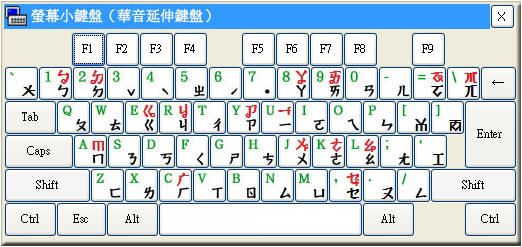 螢幕小鍵盤（華音延伸鍵盤） X
F1 F2 F3 F4 F5 F6 F7 F8 F9
` 1 ㄅ 2 ㄉ 3 ˇ 4 ˋ 5 ㄓ 6 ˊ 7 ˙ 8 ㄚ 9 ㄞ 0 ㄢ - ㄦ = \ ←
Tab Q ㄆ W ㄊ E ㄍ R ㄐ T ㄔ Y ㄗ U ㄧ I ㄛ O ㄟ P ㄣ [ ]
Caps A ㄇ S ㄋ D ㄎ F ㄑ G ㄕ H ㄘ J ㄨ K ㄜ L ㄠ ; ㄤ ' Enter
Shift Z ㄈ X ㄌ C ㄏ V ㄒ B ㄖ N ㄙ M ㄩ , ㄝ . ㄡ / ㄥ Shift
Ctrl Esc Alt Alt Ctrl